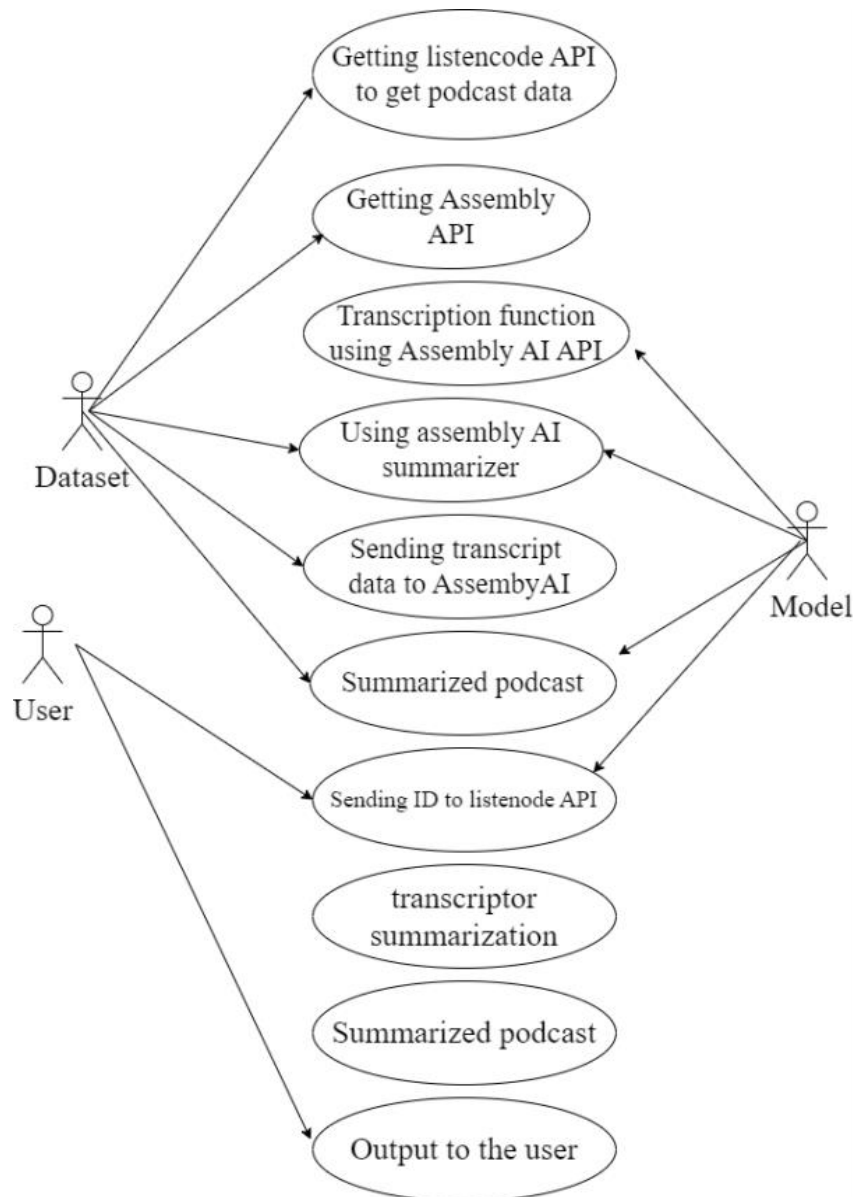 Getting listencode API
to get podcast data
Getting Assembly
API
Transcription function
using Assembly AI API
Using assembly AI
summarizer
Dataset
Sending transcript
data to AssembyAI
Model
Summarized podcast
User
Sending ID to listenode API
transcriptor
summarization
Summarized podcast
Output to the user